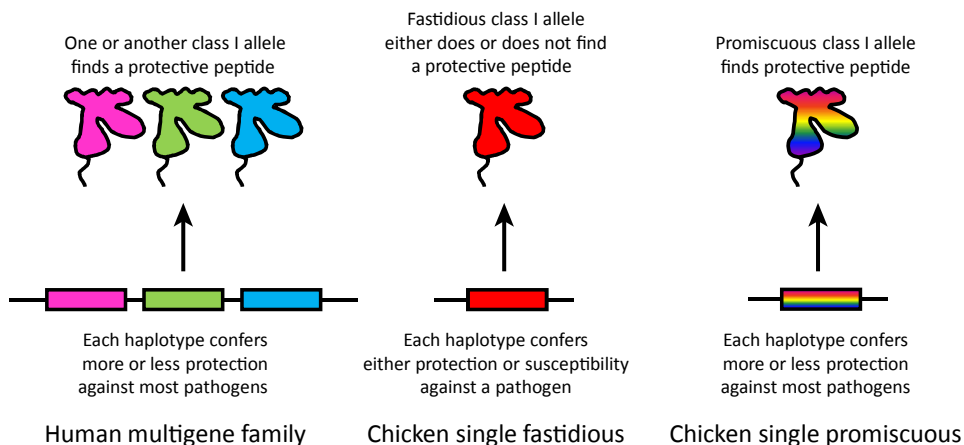 One or another class I allele
finds a protective peptide
Fastidious class I allele
either does or does not find
a protective peptide
Promiscuous class I allele
finds protective peptide
Each haplotype confers
more or less protection
against most pathogens
Each haplotype confers
either protection or susceptibility
against a pathogen
Each haplotype confers
more or less protection
against most pathogens
Human multigene family
Chicken single fastidious
Chicken single promiscuous